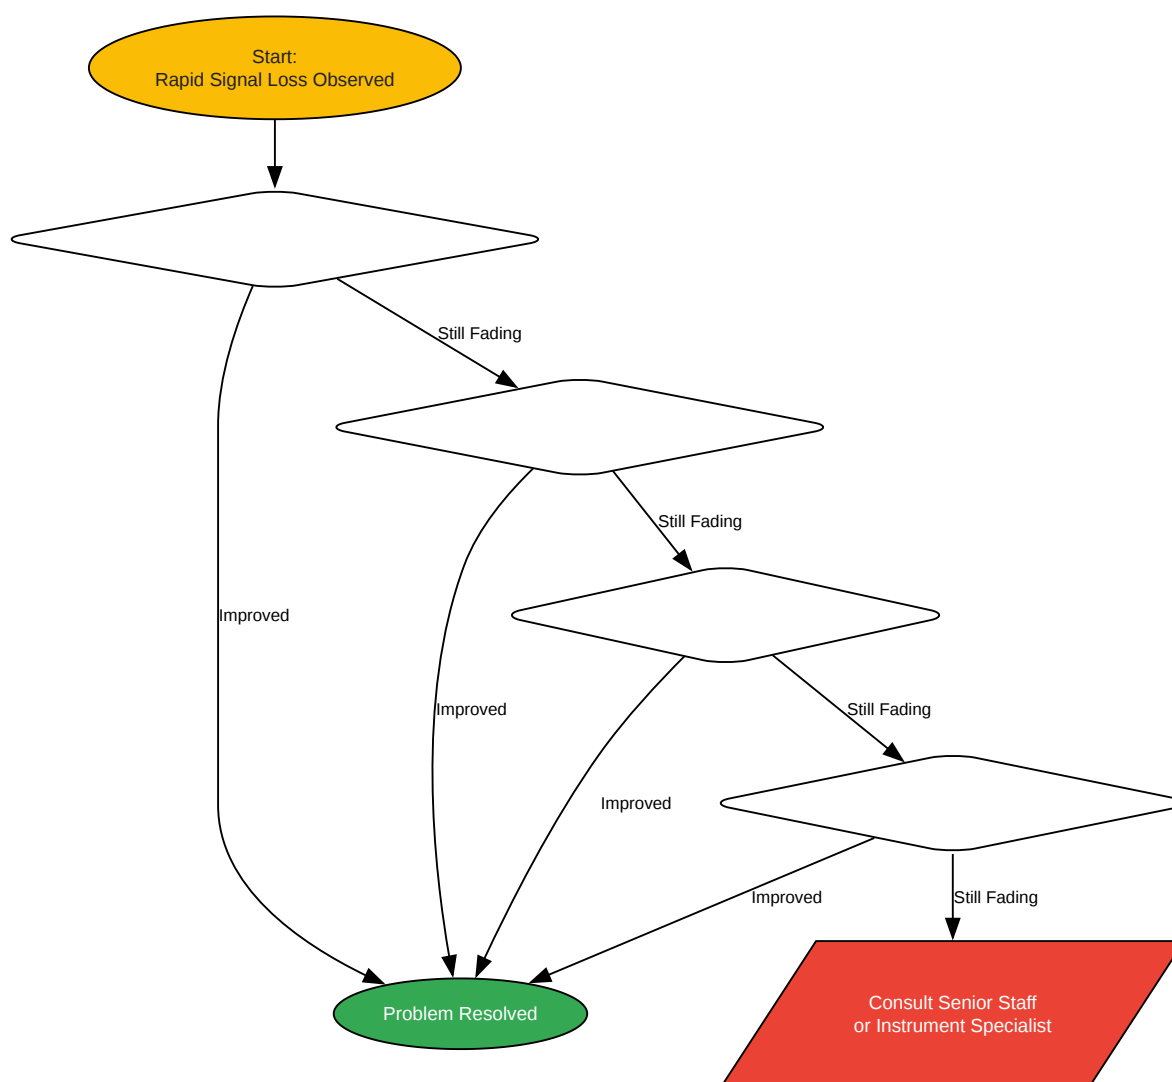 Start:
Rapid Signal Loss Observed
Still Fading
Still Fading
Improved
Improved
Still Fading
Improved
Improved
Still Fading
Problem Resolved
Consult Senior Staff
or Instrument Specialist